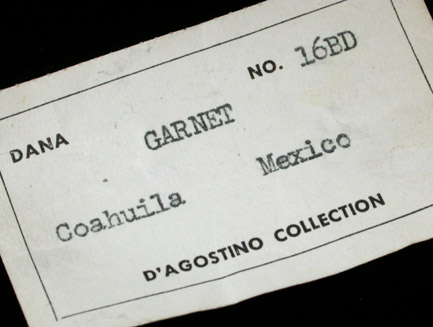 NO. 16BD
DANA GARNET
Coahuila Mexico
D'AGOSTINO COLLECTION